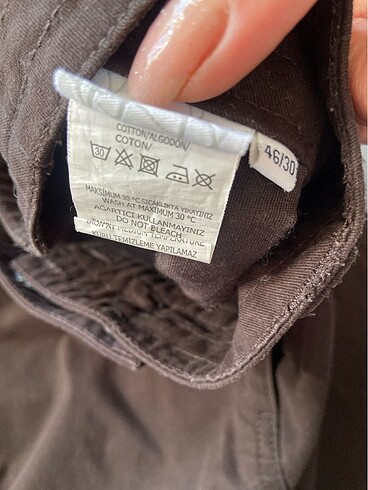 COTTON/ALGODÓN/
COTON/
30
46/30
MAKSIMUM 30 °C SICAKLIKTA YIKAYINIZ
WASH AT MAXIMUM 30 °C
AĞARTICI KULLANMAYINIZ
DO NOT BLEACH
KURU TEMİZLEME YAPILAMAZ